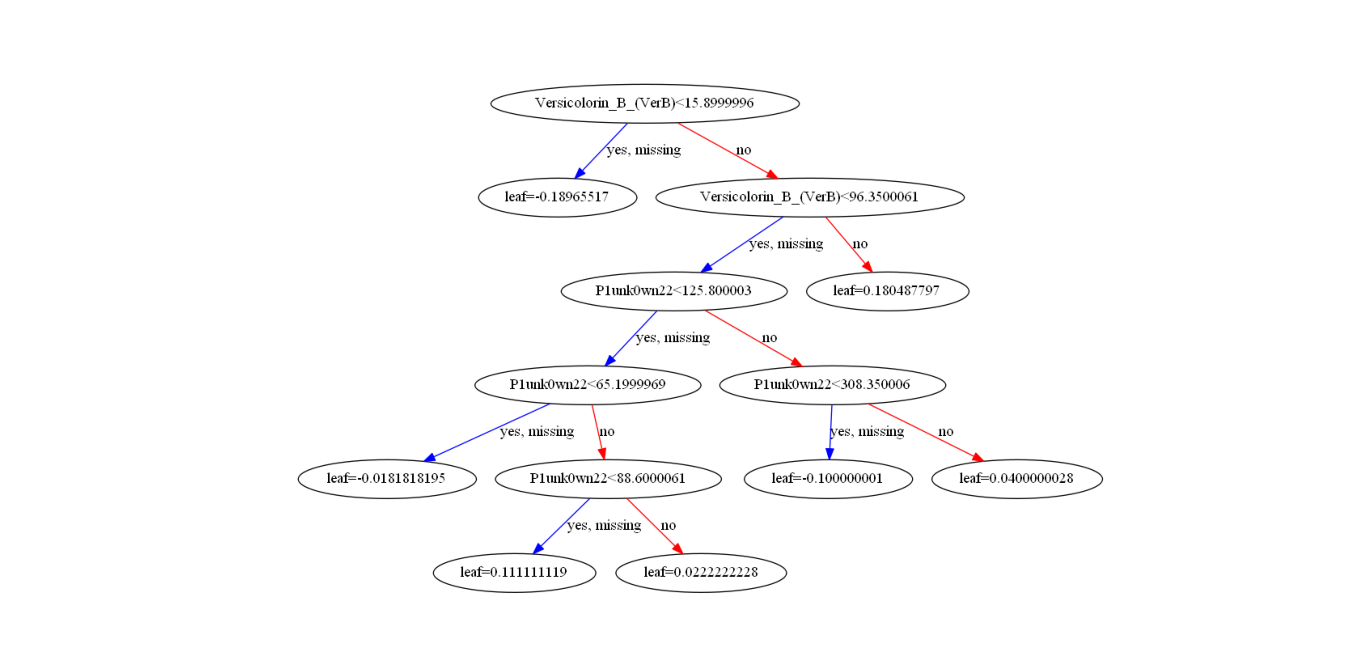 Versicolorin_B_(VerB)<15.8999996
yes, missing
no
leaf=-0.18965517
Versicolorin_B_(VerB)<96.3500061
yes, missing
no
P1unk0wn22<125.800003
leaf=0.180487797
yes, missing
no
P1unk0wn22<65.1999969
P1unk0wn22<308.350006
yes, missing
no
yes, missing
no
leaf=-0.0181818195
P1unk0wn22<88.6000061
leaf=-0.100000001
leaf=0.0400000028
yes, missing
no
leaf=0.111111119
leaf=0.0222222228